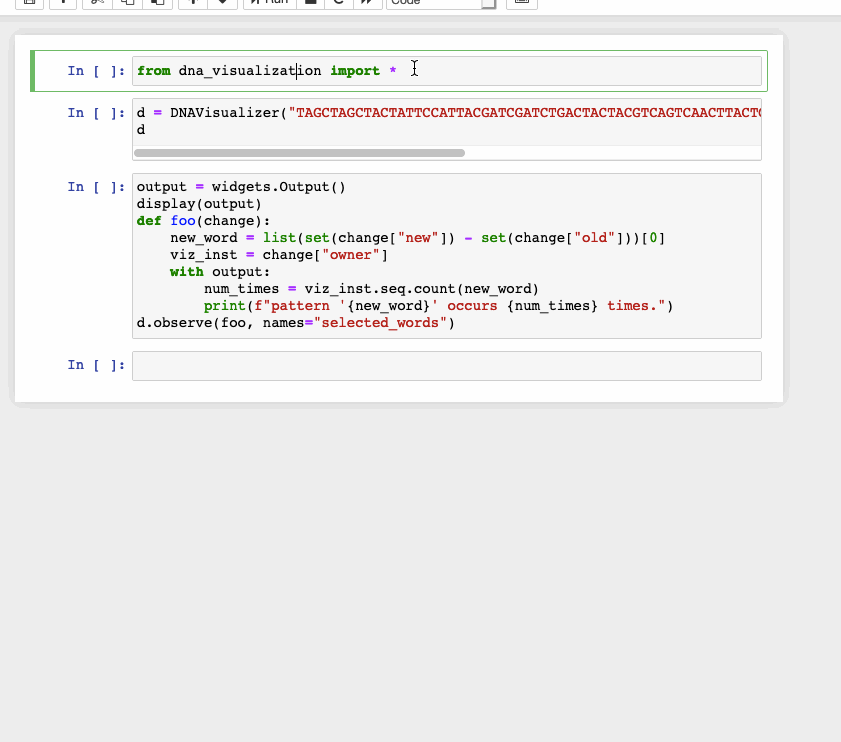 Run Code
In [ ]: from dna_visualization import *
In [ ]: d = DNAVisualizer("TAGCTAGCTACTATTCCATTACGATCGATCTGACTACTACGTCAGTCAACTTACT
d
In [ ]: output = widgets.Output()
display(output)
def foo(change):
    new_word = list(set(change["new"]) - set(change["old"]))[0]
    viz_inst = change["owner"]
    with output:
        num_times = viz_inst.seq.count(new_word)
        print(f"pattern '{new_word}' occurs {num_times} times.")
d.observe(foo, names="selected_words")
In [ ]: